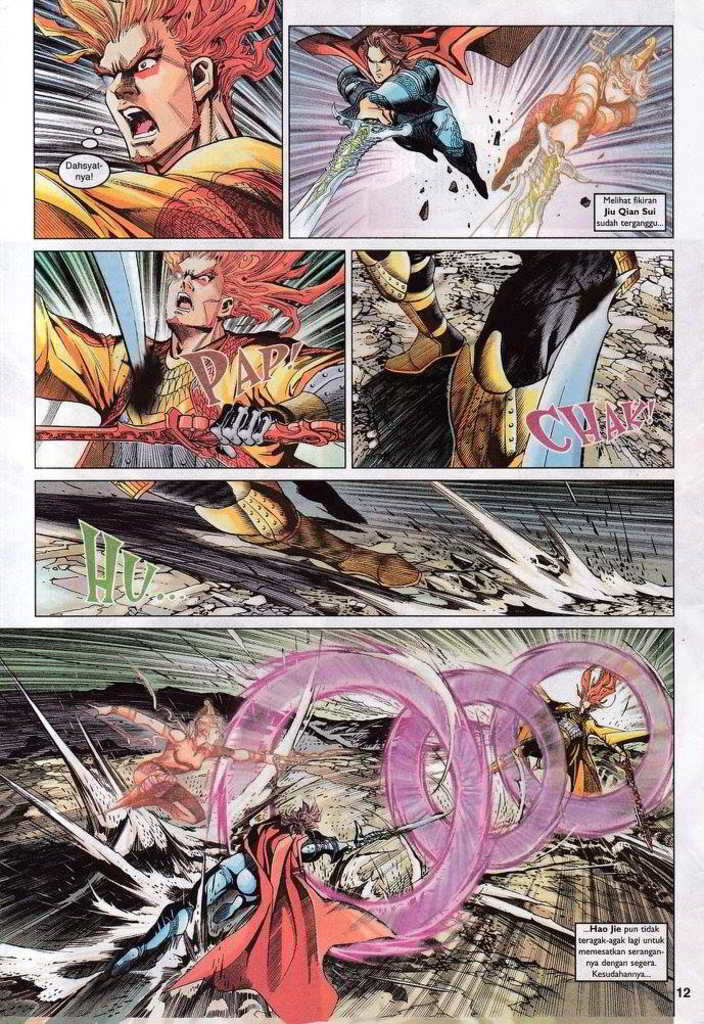 Dahsyat-
nya!
Melihat fikiran
Jiu Qian Sui
sudah terganggu...
PAP!
CHAK!
HU...
...Hao Jie pun tidak
teragak-agak lagi untuk
memesatkan serangan-
nya dengan segera.
Kesudahannya...
12